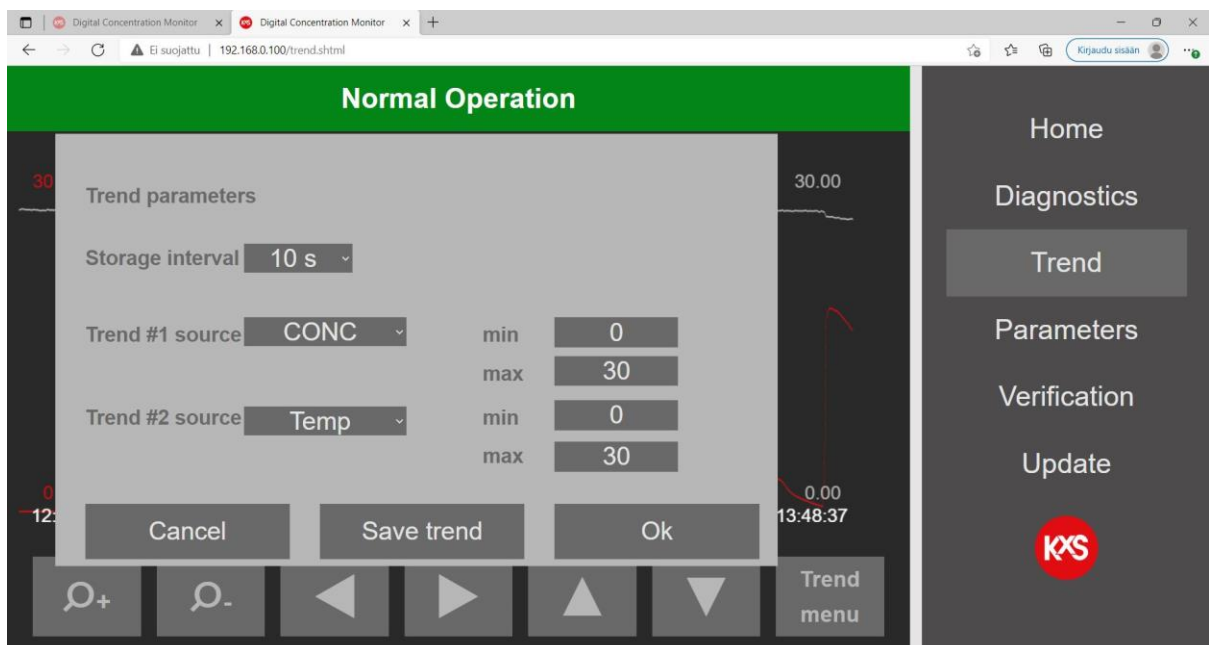 Digital Concentration Monitor
Digital Concentration Monitor
Ei suojattu | 192.168.0.100/trend.shtml
Kirjaudu sisään
Normal Operation
30
30.00
Trend parameters
Storage interval 10 s
Trend #1 source CONC min 0
max 30
Trend #2 source Temp min 0
max 30
0
0.00
12:
13:48:37
Cancel Save trend Ok
Trend
menu
Home
Diagnostics
Trend
Parameters
Verification
Update
KXS